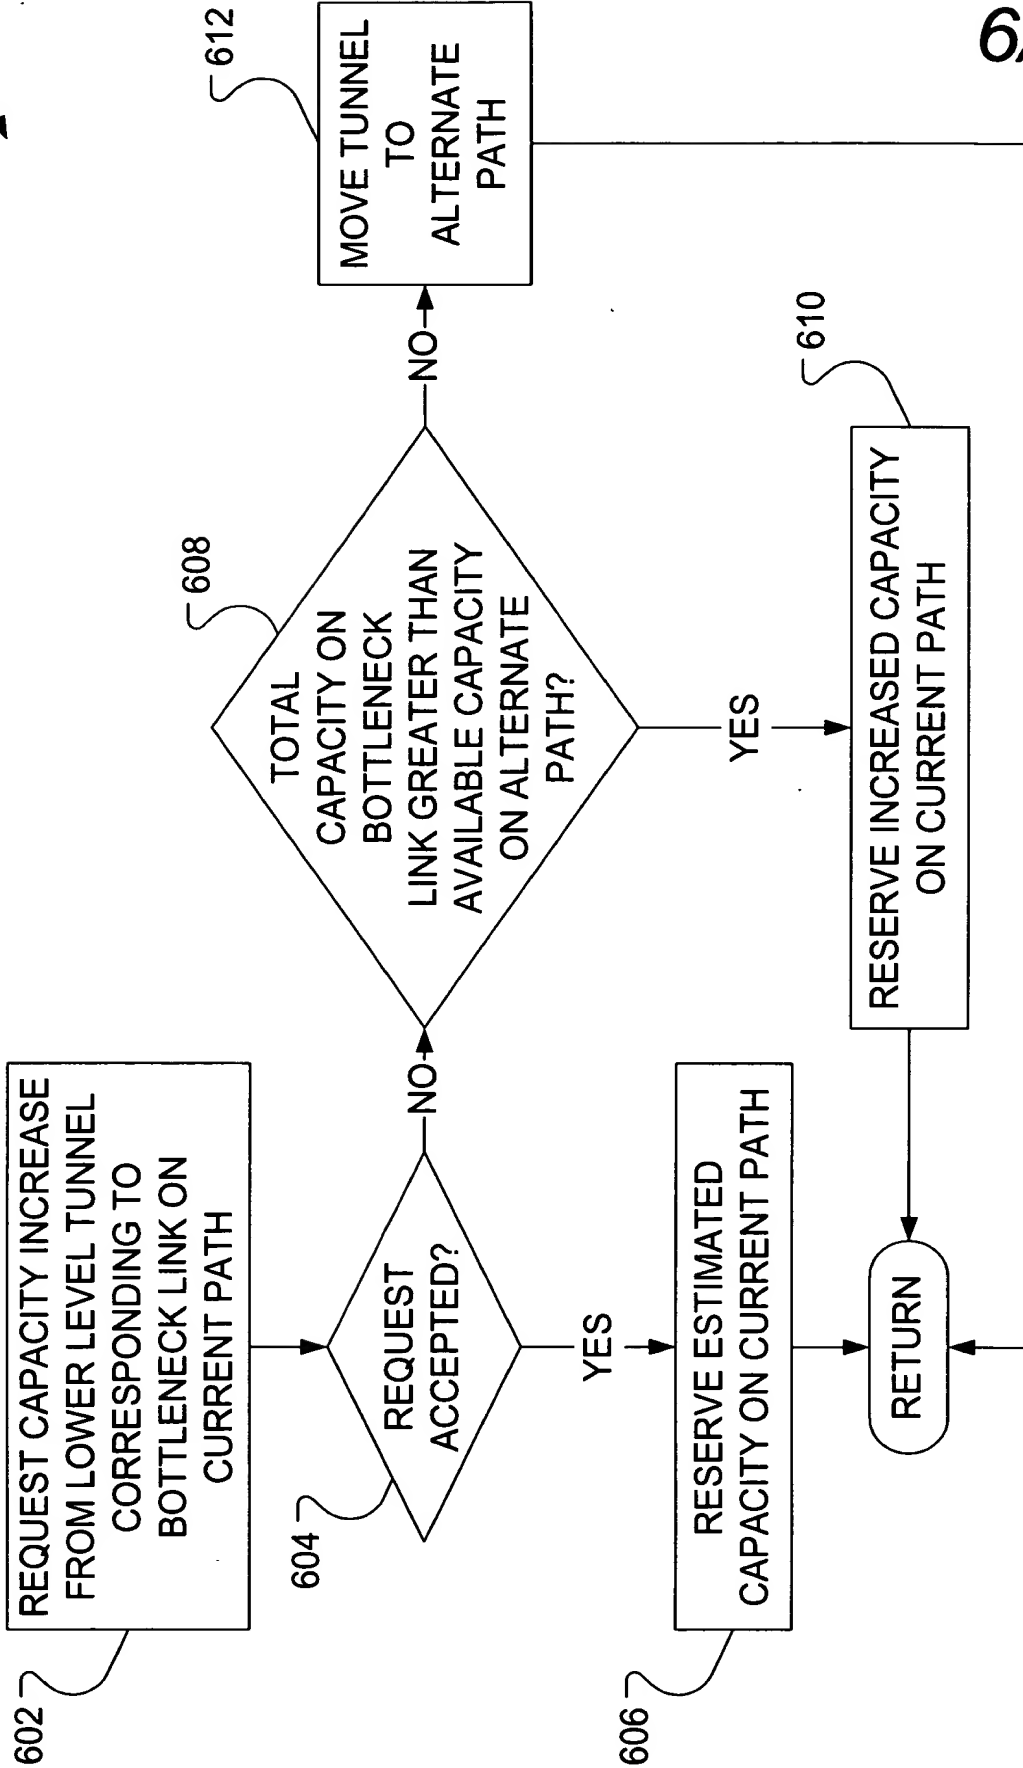 602
REQUEST CAPACITY INCREASE
FROM LOWER LEVEL TUNNEL
CORRESPONDING TO
BOTTLENECK LINK ON
CURRENT PATH
604
REQUEST
ACCEPTED?
NO
YES
606
RESERVE ESTIMATED
CAPACITY ON CURRENT PATH
RETURN
608
TOTAL
CAPACITY ON
BOTTLENECK
LINK GREATER THAN
AVAILABLE CAPACITY
ON ALTERNATE
PATH?
NO
YES
610
RESERVE INCREASED CAPACITY
ON CURRENT PATH
612
MOVE TUNNEL
TO
ALTERNATE
PATH